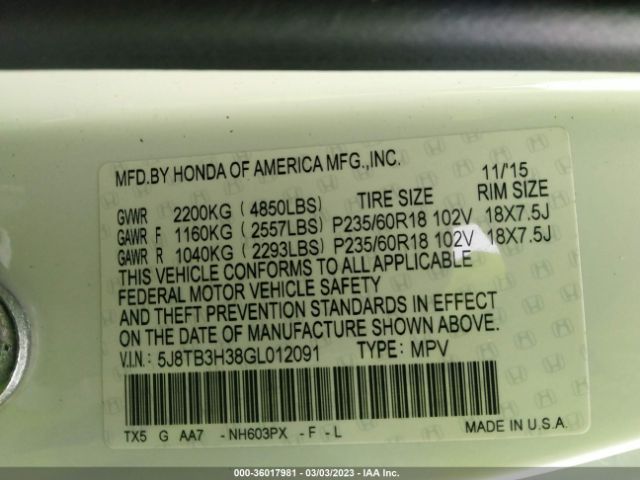 MFD.BY HONDA OF AMERICA MFG.,INC. 11/'15
TIRE SIZE RIM SIZE
GVWR 2200KG (4850LBS)
GAWR F 1160KG (2557LBS) P235/60R18 102V 18X7.5J
GAWR R 1040KG (2293LBS) P235/60R18 102V 18X7.5J
THIS VEHICLE CONFORMS TO ALL APPLICABLE
FEDERAL MOTOR VEHICLE SAFETY
AND THEFT PREVENTION STANDARDS IN EFFECT
ON THE DATE OF MANUFACTURE SHOWN ABOVE.
V.I.N.: 5J8TB3H38GL012091 TYPE: MPV
TX5 G AA7 -NH603PX -F -L MADE IN U.S.A.
000-36017981 - 03/03/2023 - IAA Inc.